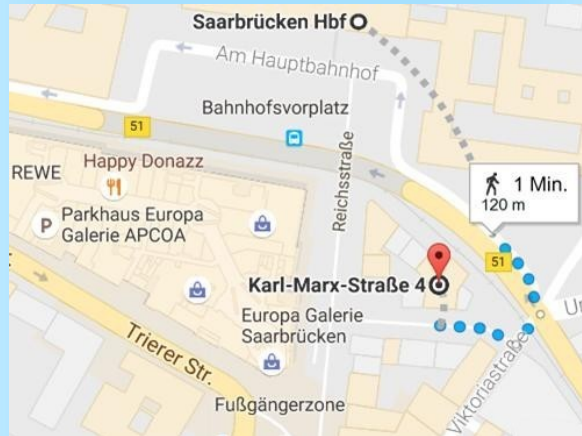 Saarbrücken Hbf
Am Hauptbahnhof
Bahnhofsvorplatz
51
Happy Donazz
REWE
Reichsstraße
1 Min.
120 m
P
Parkhaus Europa
Galerie APCOA
51
Karl-Marx-Straße 4
Europa Galerie
Saarbrücken
Trierer Str.
Viktoriastraße
Fußgängerzone